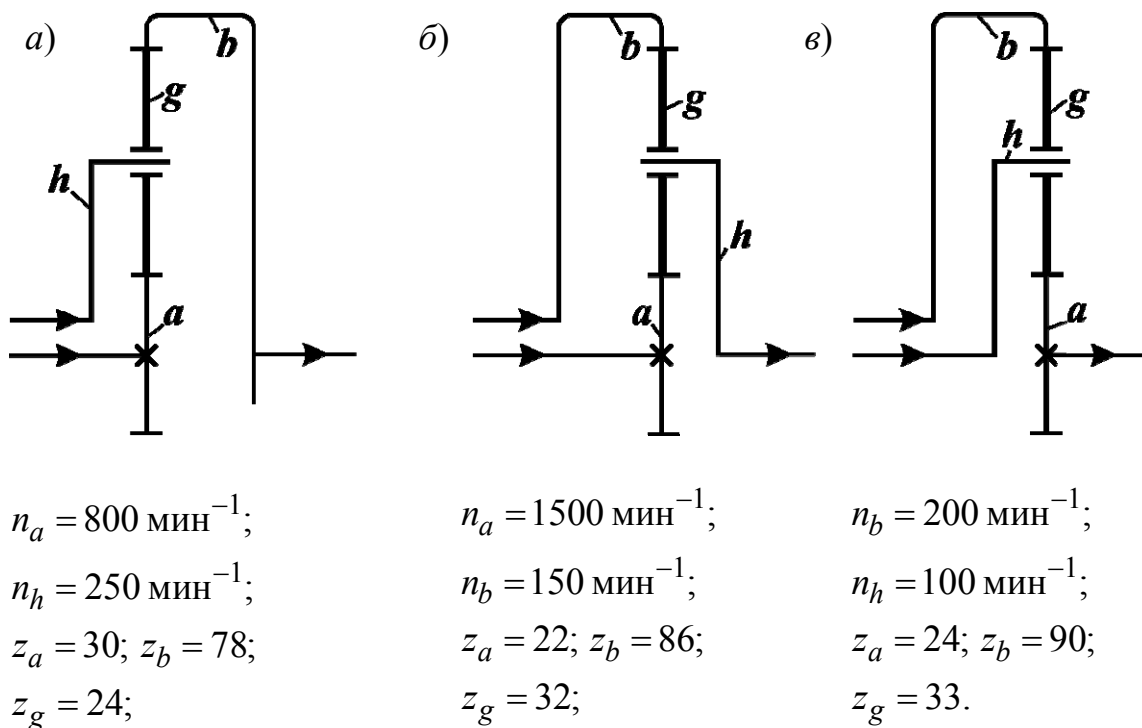 а)
b
g
h
a
б)
b
g
h
a
в)
b
g
h
a
n_a = 800 мин⁻¹;
n_h = 250 мин⁻¹;
z_a = 30; z_b = 78;
z_g = 24;
n_a = 1500 мин⁻¹;
n_b = 150 мин⁻¹;
z_a = 22; z_b = 86;
z_g = 32;
n_b = 200 мин⁻¹;
n_h = 100 мин⁻¹;
z_a = 24; z_b = 90;
z_g = 33.